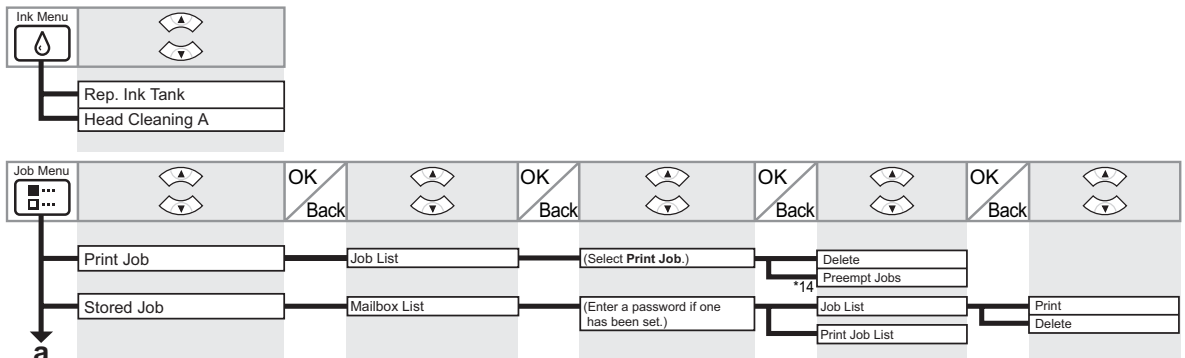 Ink Menu
Rep. Ink Tank
Head Cleaning A
Job Menu
OK
Back
OK
Back
OK
Back
OK
Back
Print Job
Job List
(Select Print Job.)
Delete
*14
Preempt Jobs
Stored Job
Mailbox List
(Enter a password if one
has been set.)
Job List
Print
Delete
Print Job List
a